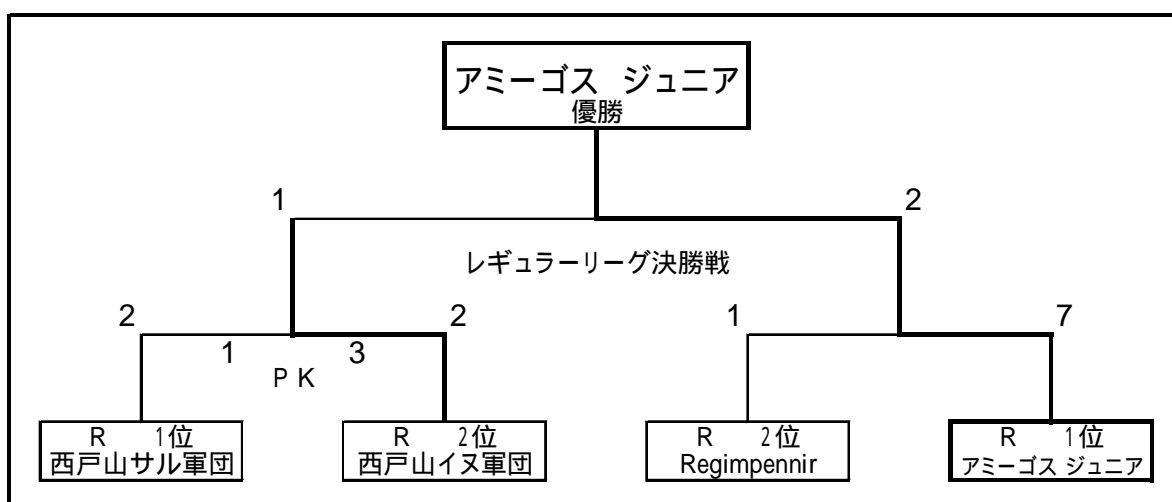 アミーゴス ジュニア
優勝
1
2
レギュラーリーグ決勝戦
2
2
1
7
1
3
PK
R 1位
西戸山サル軍団
R 2位
西戸山イヌ軍団
R 2位
Regimpennir
R 1位
アミーゴス ジュニア